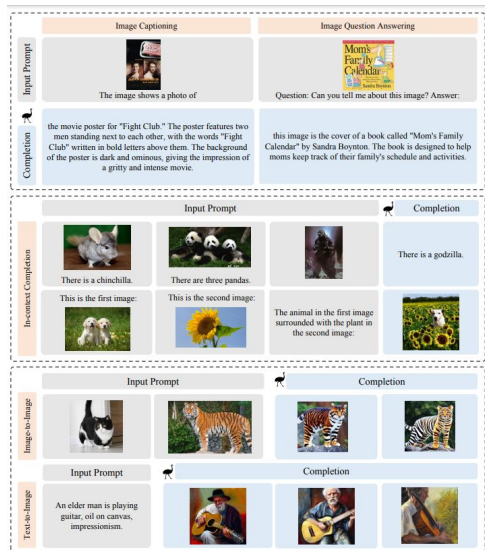 Image Captioning
Image Question Answering
Input Prompt
Mom's
Family
Calendar
Sandra Boynton
The image shows a photo of
Question: Can you tell me about this image? Answer:
Completion
the movie poster for "Fight Club." The poster features two
men standing next to each other, with the words "Fight
Club" written in bold letters above them. The background
of the poster is dark and ominous, giving the impression of
a gritty and intense movie.
this image is the cover of a book called "Mom's Family
Calendar" by Sandra Boynton. The book is designed to help
moms keep track of their family's schedule and activities.
Input Prompt
Completion
In-context Completion
There is a chinchilla.
There are three pandas.
There is a godzilla.
This is the first image:
This is the second image:
The animal in the first image
surrounded with the plant in
the second image:
Input Prompt
Completion
Image-to-Image
Input Prompt
Completion
Text-to-Image
An elder man is playing
guitar, oil on canvas,
impressionism.